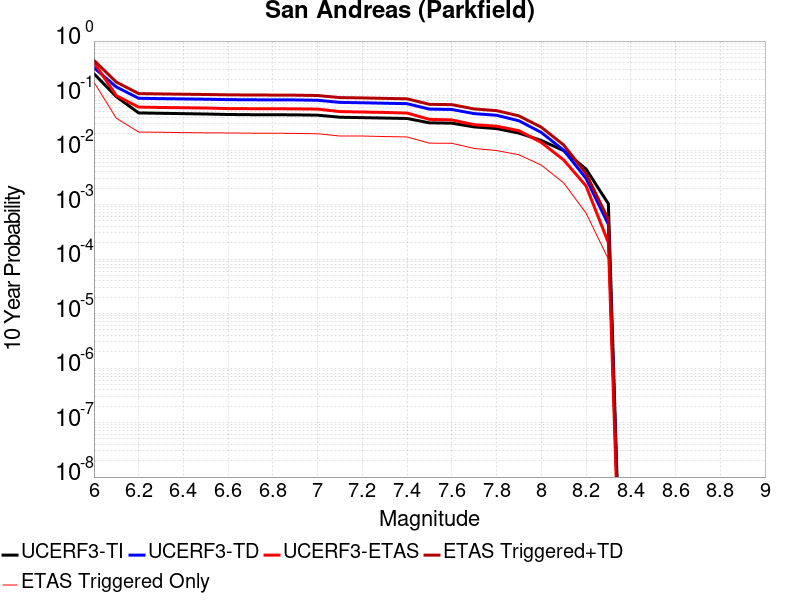 San Andreas (Parkfield)
10^0
10^-1
10^-2
10^-3
10^-4
10^-5
10^-6
10^-7
10^-8
10 Year Probability
6 6.2 6.4 6.6 6.8 7 7.2 7.4 7.6 7.8 8 8.2 8.4 8.6 8.8 9
Magnitude
UCERF3-TI UCERF3-TD UCERF3-ETAS ETAS Triggered+TD
ETAS Triggered Only